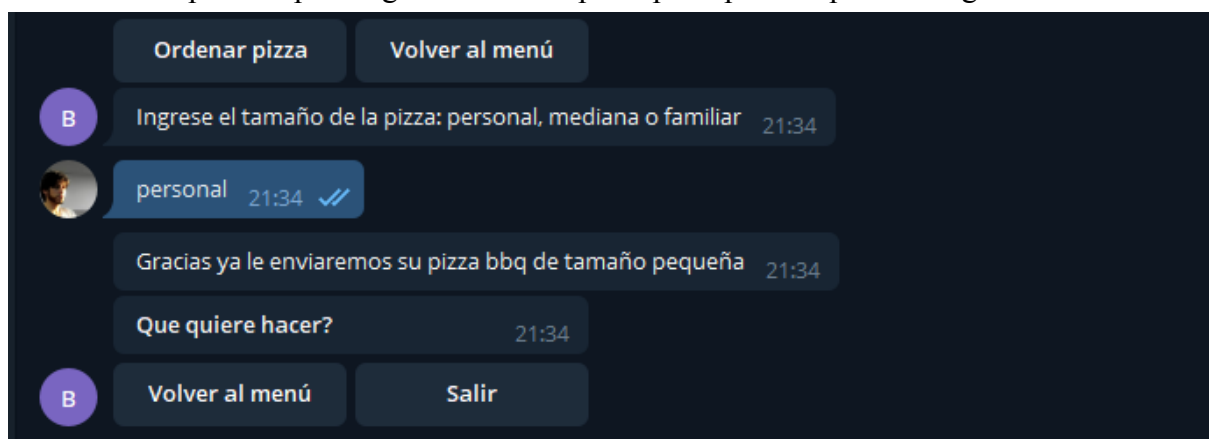 Ordenar pizza
Volver al menú
B
Ingrese el tamaño de la pizza: personal, mediana o familiar 21:34
personal 21:34
Gracias ya le enviaremos su pizza bbq de tamaño pequeña 21:34
Que quiere hacer? 21:34
B
Volver al menú
Salir